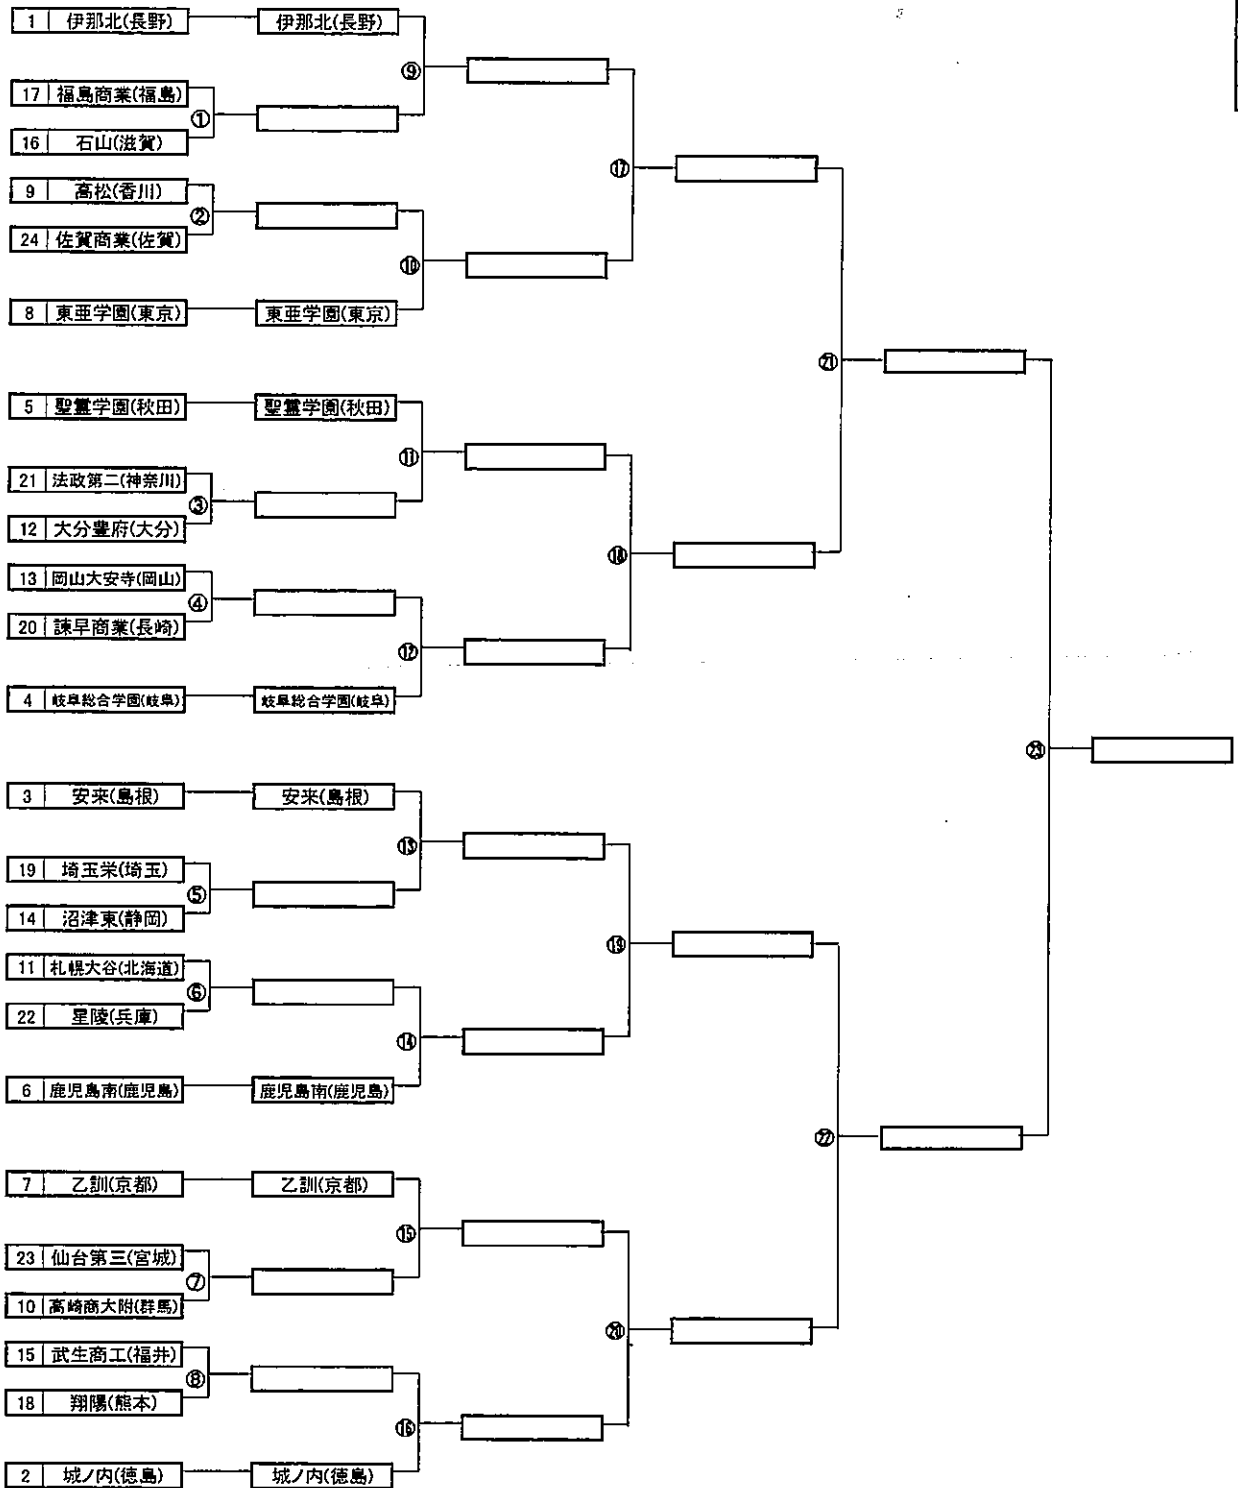 1 伊那北(長野) 伊那北(長野)
⑨
17 福島商業(福島)
①
16 石山(滋賀)
⑰
9 高松(香川)
②
24 佐賀商業(佐賀)
⑩
8 東亜学園(東京) 東亜学園(東京)
㉑
5 聖霊学園(秋田) 聖霊学園(秋田)
⑪
21 法政第二(神奈川)
③
12 大分豊府(大分)
⑱
13 岡山大安寺(岡山)
④
20 諫早商業(長崎)
⑫
4 岐阜総合学園(岐阜) 岐阜総合学園(岐阜)
㉓
3 安来(島根) 安来(島根)
⑬
19 埼玉栄(埼玉)
⑤
14 沼津東(静岡)
⑲
11 札幌大谷(北海道)
⑥
22 星陵(兵庫)
⑭
6 鹿児島南(鹿児島) 鹿児島南(鹿児島)
㉒
7 乙訓(京都) 乙訓(京都)
⑮
23 仙台第三(宮城)
⑦
10 高崎商大附(群馬)
⑳
15 武生商工(福井)
⑧
18 翔陽(熊本)
⑯
2 城ノ内(徳島) 城ノ内(徳島)